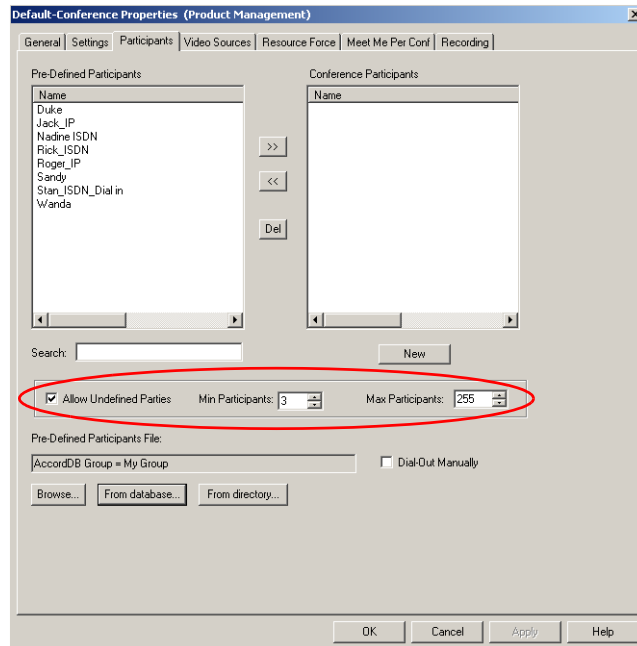 Default-Conference Properties (Product Management)
General Settings Participants Video Sources Resource Force Meet Me Per Conf Recording
Pre-Defined Participants Conference Participants
Name Name
Duke
Jack_IP
Nadine ISDN
Rick_ISDN
Roger_IP
Sandy
Stan_ISDN_Dial in
Wanda
>>
<<
Del
Search: New
Allow Undefined Parties Min Participants: 3 Max Participants: 255
Pre-Defined Participants File:
AccordDB Group = My Group Dial-Out Manually
Browse... From database... From directory...
OK Cancel Apply Help